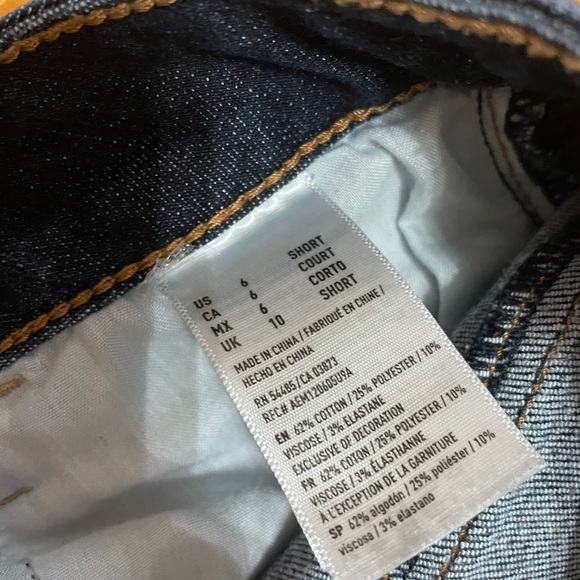 US 6 SHORT
CA 6 COURT
MX 6 CORTO
UK 10 SHORT
MADE IN CHINA / FABRIQUÉ EN CHINE /
HECHO EN CHINA
RN 54485/CA 03873
RFC# AEM120405U9A
EN 62% COTTON / 25% POLYESTER / 10%
VISCOSE / 3% ELASTANE
EXCLUSIVE OF DECORATION
FR 62% COTON / 25% POLYESTER / 10%
VISCOSE / 3% ÉLASTHANNE
À L'EXCEPTION DE LA GARNITURE
SP 62% algodón / 25% poliéster / 10%
viscosa / 3% elastano